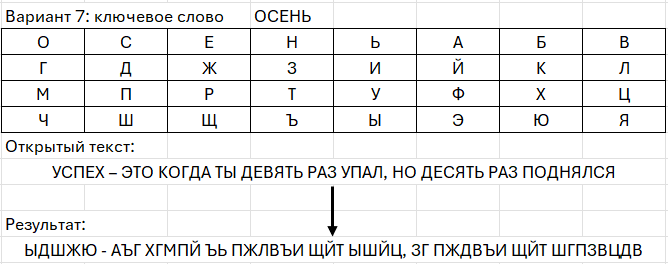 Вариант 7: ключевое слово ОСЕНЬ
О С Е Н Ь А Б В
Г Д Ж З И Й К Л
М П Р Т У Ф Х Ц
Ч Ш Щ Ъ Ы Э Ю Я
Открытый текст:
УСПЕХ – ЭТО КОГДА ТЫ ДЕВЯТЬ РАЗ УПАЛ, НО ДЕСЯТЬ РАЗ ПОДНЯЛСЯ
Результат:
ЫДШЖЮ - АЪГ ХГМПЙ ЪЬ ПЖЛВЪИ ЩЙТ ЫШЙЦ, ЗГ ПЖДВЪИ ЩЙТ ШГПЗВЦДВ